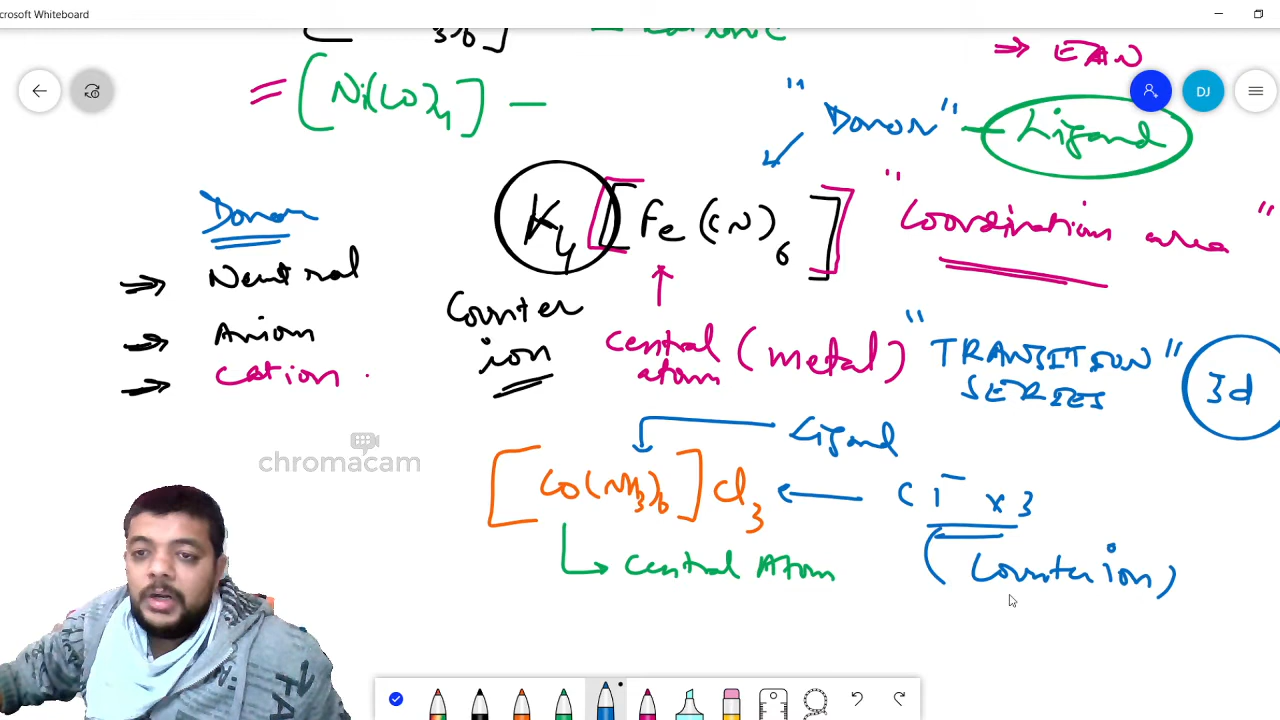 Microsoft Whiteboard
⇒ EAN
= [Ni(CO)4] —
"Donor" — Ligand
DJ
K4 [Fe(CN)6]
"Coordination area"
Donor
⇒ Neutral
⇒ Anion
⇒ Cation
Counter
ion
central
atom
(metal)
"TRANSITION"
SERIES
3d
Ligand
[Co(NH3)6]Cl3 ← Cl⁻ x 3
↳ Central Atom
(Counter ion)
chromacam